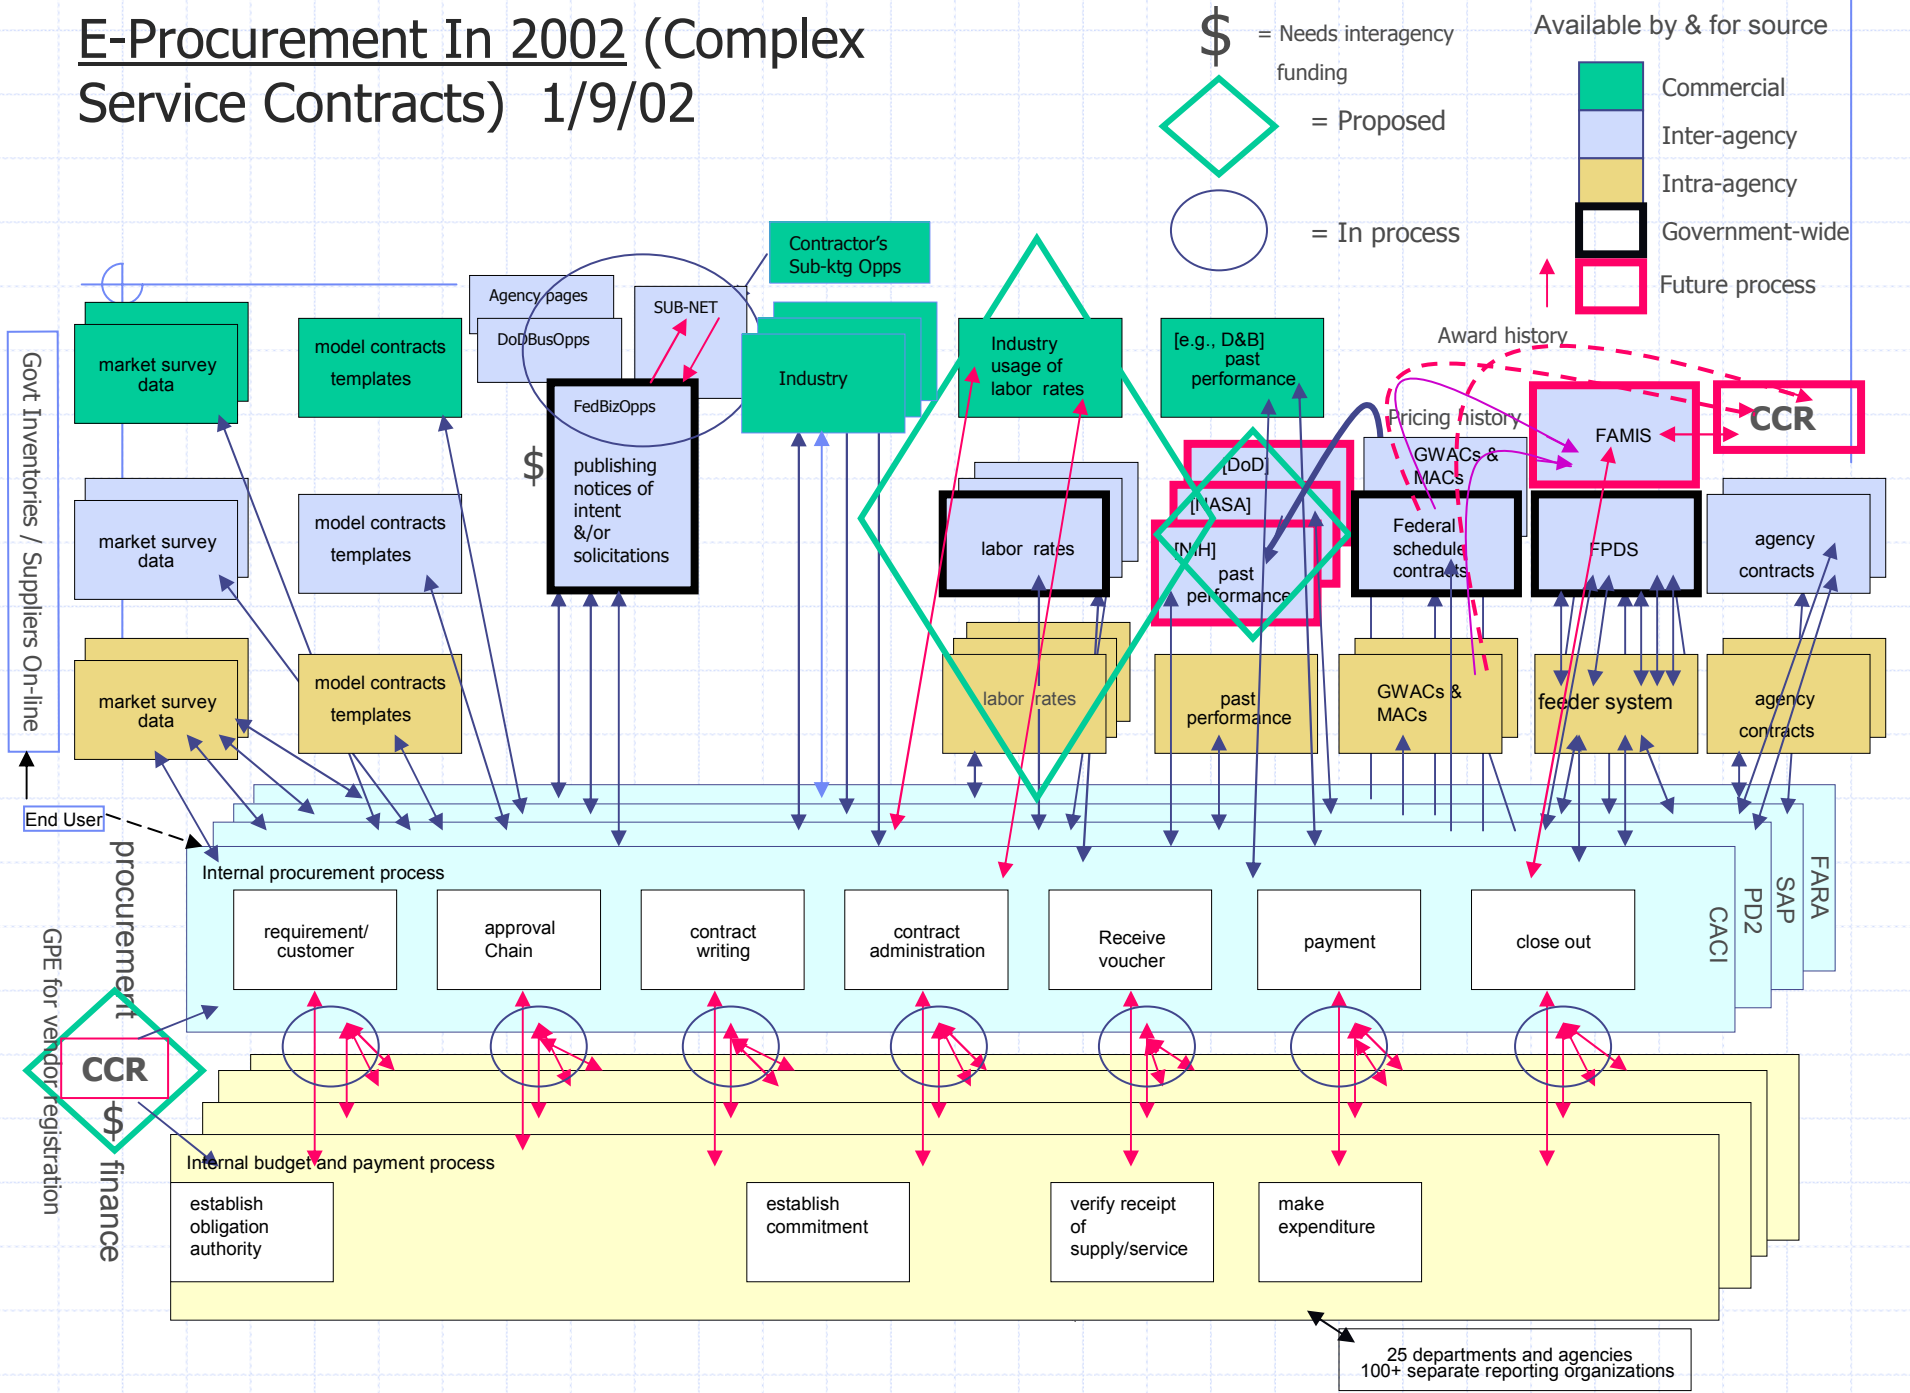 E-Procurement In 2002 (Complex
Service Contracts)  1/9/02
$
= Needs interagency
funding
= Proposed
= In process
Available by & for source
Commercial
Inter-agency
Intra-agency
Government-wide
Future process
Award history
Pricing history
Govt Inventories / Suppliers On-line
market survey
data
model contracts
templates
Agency pages
DoDBusOpps
SUB-NET
Contractor's
Sub-ktg Opps
Industry
FedBizOpps
$
publishing
notices of
intent
&/or
solicitations
Industry
usage of
labor rates
[e.g., D&B]
past
performance
FAMIS
CCR
market survey
data
model contracts
templates
labor rates
[DoD]
[NASA]
[NIH]
past
performance
GWACs &
MACs
Federal
schedule
contracts
FPDS
agency
contracts
market survey
data
model contracts
templates
labor rates
past
performance
GWACs &
MACs
feeder system
agency
contracts
End User
procurement
Internal procurement process
requirement/
customer
approval
Chain
contract
writing
contract
administration
Receive
voucher
payment
close out
CACI
PD2
SAP
FARA
GPE for vendor registration
CCR
$
finance
Internal budget and payment process
establish
obligation
authority
establish
commitment
verify receipt
of
supply/service
make
expenditure
25 departments and agencies
100+ separate reporting organizations